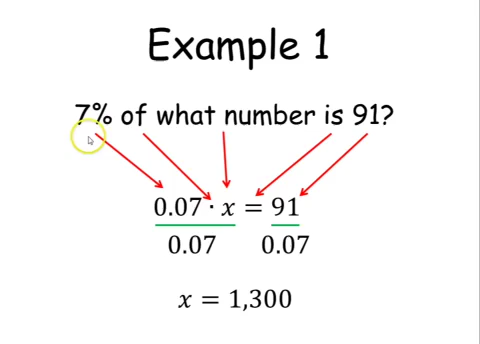 Example 1
7% of what number is 91?
0.07 · x = 91
0.07 0.07
x = 1,300